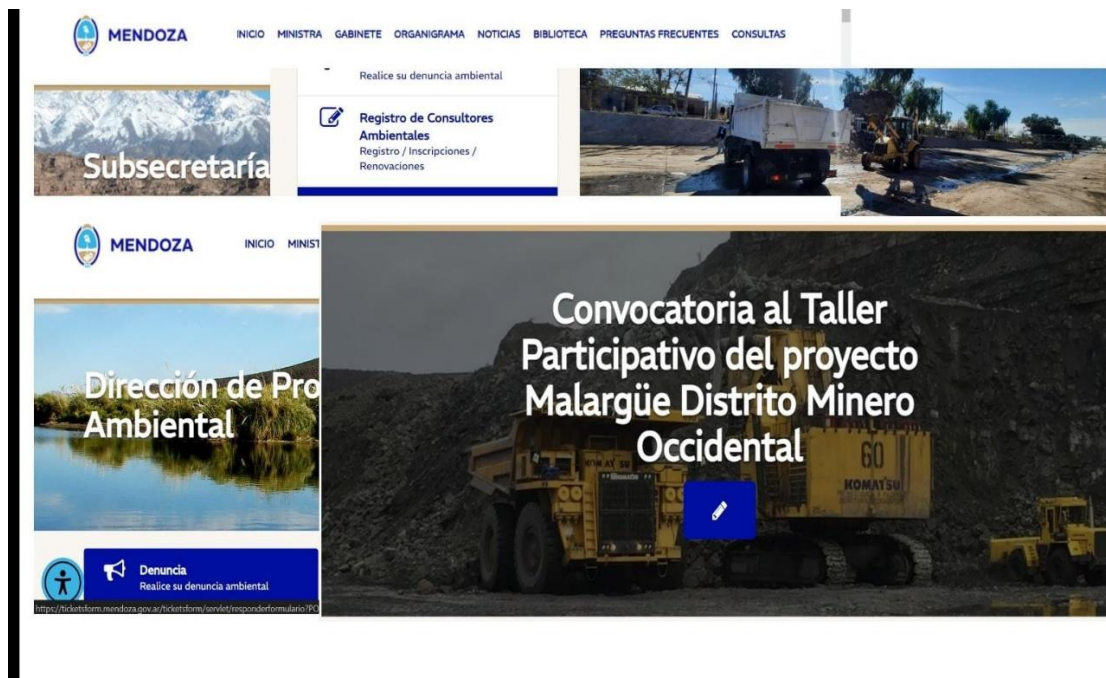 MENDOZA
INICIO MINISTRA GABINETE ORGANIGRAMA NOTICIAS BIBLIOTECA PREGUNTAS FRECUENTES CONSULTAS
Realice su denuncia ambiental
Registro de Consultores
Ambientales
Registro / Inscripciones /
Renovaciones
Subsecretaría
MENDOZA
INICIO MINIST
Dirección de Pro
Ambiental
Denuncia
Realice su denuncia ambiental
https://ticketsform.mendoza.gov.ar/ticketsform/servlet/responderformulario?PO
Convocatoria al Taller
Participativo del proyecto
Malargüe Distrito Minero
Occidental
KOMATSU
60
KOMATSU